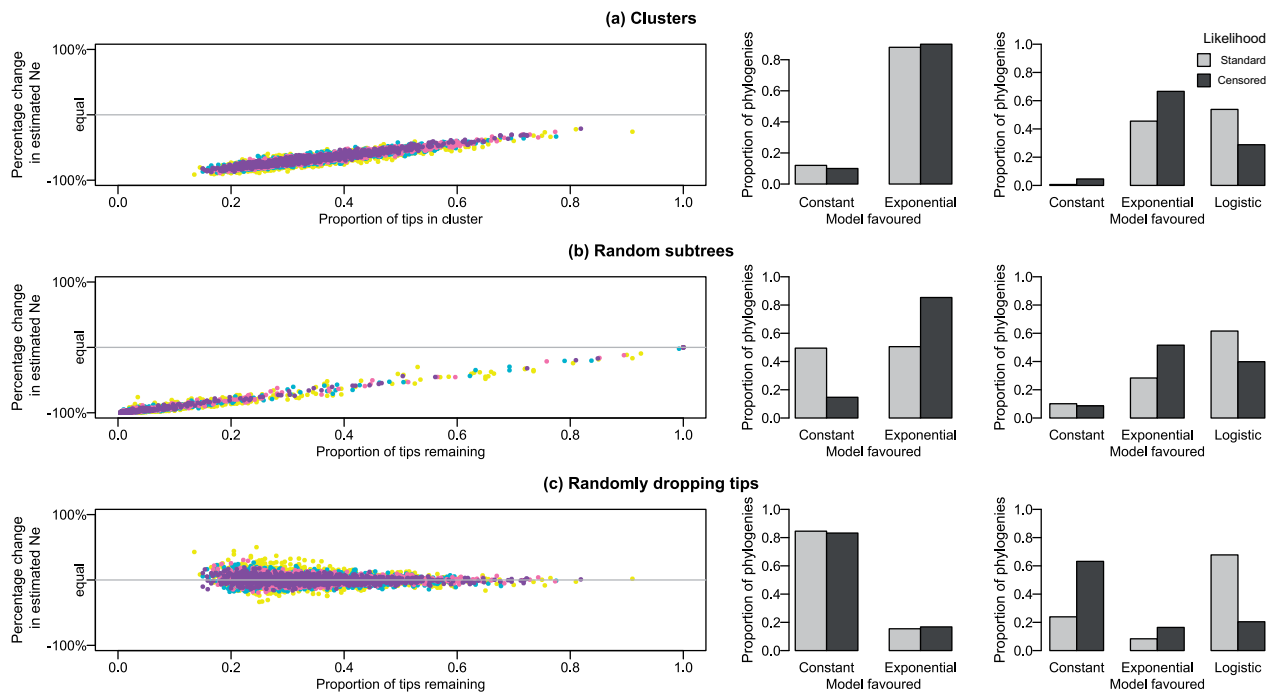 (a) Clusters
Percentage change
in estimated Ne
100%
equal
-100%
0.0 0.2 0.4 0.6 0.8 1.0
Proportion of tips in cluster
Proportion of phylogenies
0.8
0.6
0.4
0.2
0.0
Constant Exponential
Model favoured
Proportion of phylogenies
1.0
0.8
0.6
0.4
0.2
0.0
Constant Exponential Logistic
Model favoured
Likelihood
Standard
Censored
(b) Random subtrees
Percentage change
in estimated Ne
100%
equal
-100%
0.0 0.2 0.4 0.6 0.8 1.0
Proportion of tips remaining
Proportion of phylogenies
1.0
0.8
0.6
0.4
0.2
0.0
Constant Exponential
Model favoured
Proportion of phylogenies
1.0
0.8
0.6
0.4
0.2
0.0
Constant Exponential Logistic
Model favoured
(c) Randomly dropping tips
Percentage change
in estimated Ne
100%
equal
-100%
0.0 0.2 0.4 0.6 0.8 1.0
Proportion of tips remaining
Proportion of phylogenies
1.0
0.8
0.6
0.4
0.2
0.0
Constant Exponential
Model favoured
Proportion of phylogenies
1.0
0.8
0.6
0.4
0.2
0.0
Constant Exponential Logistic
Model favoured